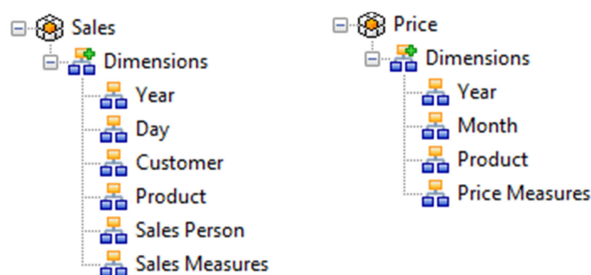 Sales
Dimensions
Year
Day
Customer
Product
Sales Person
Sales Measures
Price
Dimensions
Year
Month
Product
Price Measures